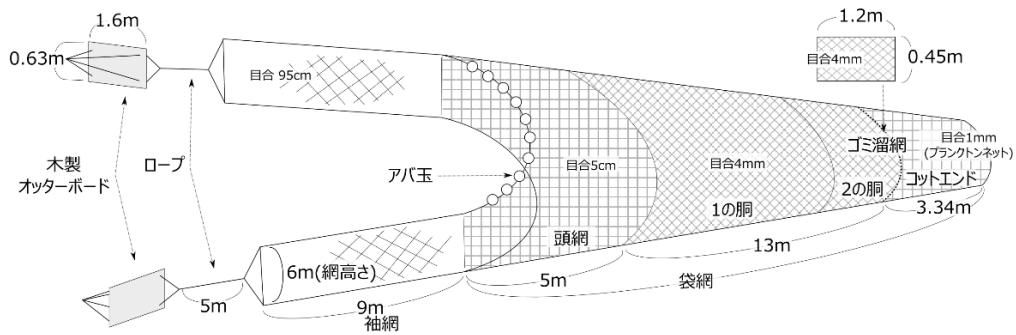 1.6m
0.63m
目合 95cm
1.2m
目合4mm
0.45m
木製
オッターボード
ロープ
アバ玉
目合5cm
目合4mm
ゴミ溜網
目合1mm
(プランクトンネット)
コットエンド
2の胴
1の胴
頭網
3.34m
13m
6m(網高さ)
5m
袋網
5m
9m
袖網